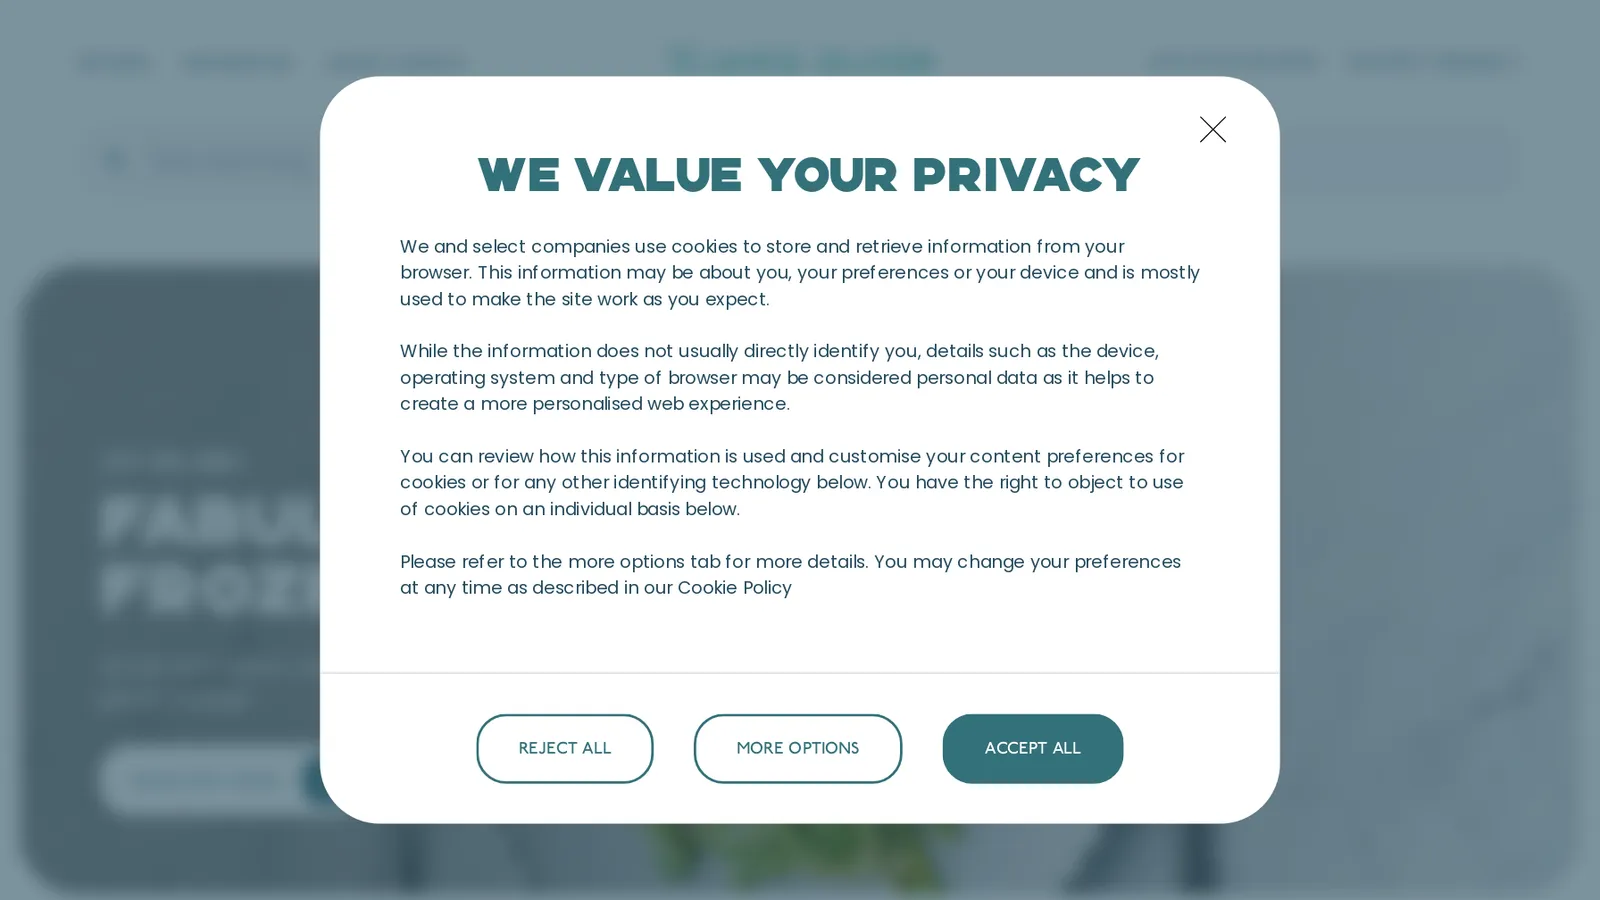 WE VALUE YOUR PRIVACY
We and select companies use cookies to store and retrieve information from your
browser. This information may be about you, your preferences or your device and is mostly
used to make the site work as you expect.
While the information does not usually directly identify you, details such as the device,
operating system and type of browser may be considered personal data as it helps to
create a more personalised web experience.
You can review how this information is used and customise your content preferences for
cookies or for any other identifying technology below. You have the right to object to use
of cookies on an individual basis below.
Please refer to the more options tab for more details. You may change your preferences
at any time as described in our Cookie Policy
REJECT ALL
MORE OPTIONS
ACCEPT ALL